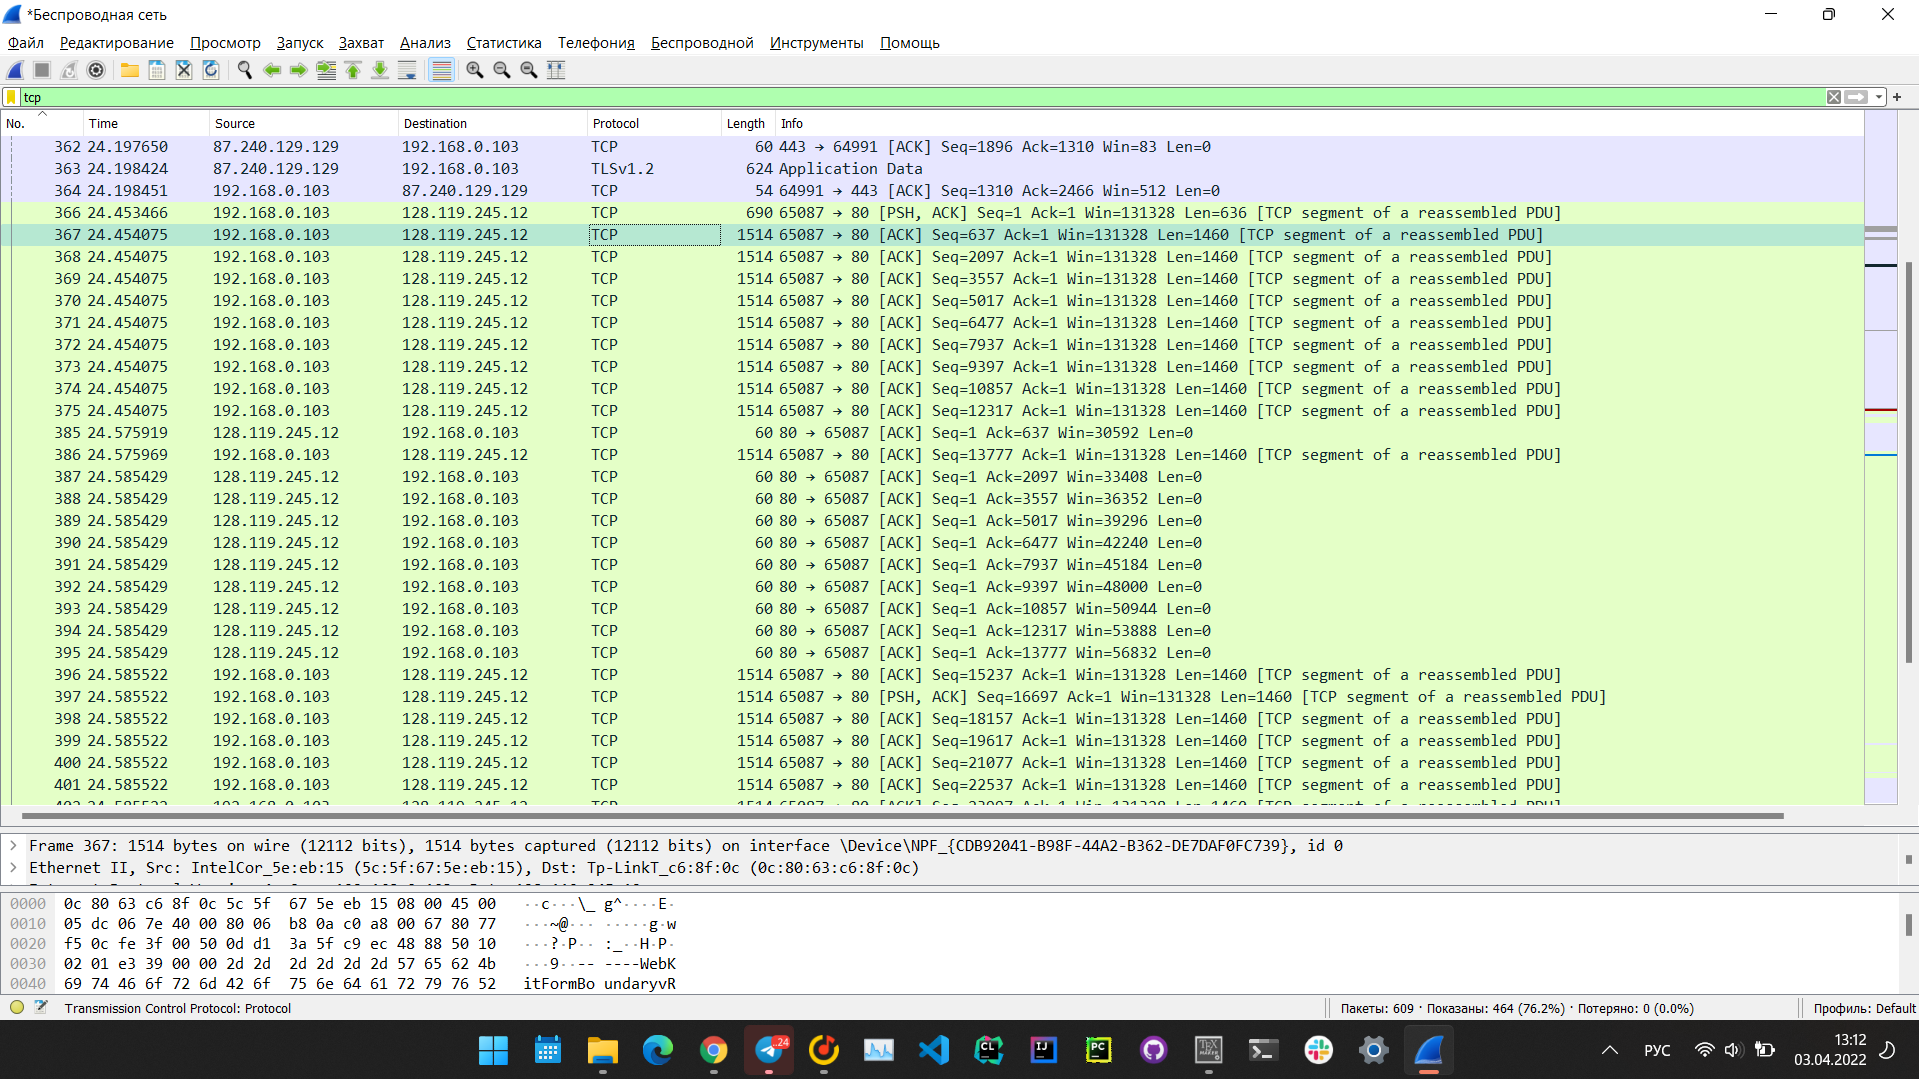 *Беспроводная сеть
Файл Редактирование Просмотр Запуск Захват Анализ Статистика Телефония Беспроводной Инструменты Помощь
tcp
No. Time Source Destination Protocol Length Info
362 24.197650 87.240.129.129 192.168.0.103 TCP 60 443 → 64991 [ACK] Seq=1896 Ack=1310 Win=83 Len=0
363 24.198424 87.240.129.129 192.168.0.103 TLSv1.2 624 Application Data
364 24.198451 192.168.0.103 87.240.129.129 TCP 54 64991 → 443 [ACK] Seq=1310 Ack=2466 Win=512 Len=0
366 24.453466 192.168.0.103 128.119.245.12 TCP 690 65087 → 80 [PSH, ACK] Seq=1 Ack=1 Win=131328 Len=636 [TCP segment of a reassembled PDU]
367 24.454075 192.168.0.103 128.119.245.12 TCP 1514 65087 → 80 [ACK] Seq=637 Ack=1 Win=131328 Len=1460 [TCP segment of a reassembled PDU]
368 24.454075 192.168.0.103 128.119.245.12 TCP 1514 65087 → 80 [ACK] Seq=2097 Ack=1 Win=131328 Len=1460 [TCP segment of a reassembled PDU]
369 24.454075 192.168.0.103 128.119.245.12 TCP 1514 65087 → 80 [ACK] Seq=3557 Ack=1 Win=131328 Len=1460 [TCP segment of a reassembled PDU]
370 24.454075 192.168.0.103 128.119.245.12 TCP 1514 65087 → 80 [ACK] Seq=5017 Ack=1 Win=131328 Len=1460 [TCP segment of a reassembled PDU]
371 24.454075 192.168.0.103 128.119.245.12 TCP 1514 65087 → 80 [ACK] Seq=6477 Ack=1 Win=131328 Len=1460 [TCP segment of a reassembled PDU]
372 24.454075 192.168.0.103 128.119.245.12 TCP 1514 65087 → 80 [ACK] Seq=7937 Ack=1 Win=131328 Len=1460 [TCP segment of a reassembled PDU]
373 24.454075 192.168.0.103 128.119.245.12 TCP 1514 65087 → 80 [ACK] Seq=9397 Ack=1 Win=131328 Len=1460 [TCP segment of a reassembled PDU]
374 24.454075 192.168.0.103 128.119.245.12 TCP 1514 65087 → 80 [ACK] Seq=10857 Ack=1 Win=131328 Len=1460 [TCP segment of a reassembled PDU]
375 24.454075 192.168.0.103 128.119.245.12 TCP 1514 65087 → 80 [ACK] Seq=12317 Ack=1 Win=131328 Len=1460 [TCP segment of a reassembled PDU]
385 24.575919 128.119.245.12 192.168.0.103 TCP 60 80 → 65087 [ACK] Seq=1 Ack=637 Win=30592 Len=0
386 24.575969 192.168.0.103 128.119.245.12 TCP 1514 65087 → 80 [ACK] Seq=13777 Ack=1 Win=131328 Len=1460 [TCP segment of a reassembled PDU]
387 24.585429 128.119.245.12 192.168.0.103 TCP 60 80 → 65087 [ACK] Seq=1 Ack=2097 Win=33408 Len=0
388 24.585429 128.119.245.12 192.168.0.103 TCP 60 80 → 65087 [ACK] Seq=1 Ack=3557 Win=36352 Len=0
389 24.585429 128.119.245.12 192.168.0.103 TCP 60 80 → 65087 [ACK] Seq=1 Ack=5017 Win=39296 Len=0
390 24.585429 128.119.245.12 192.168.0.103 TCP 60 80 → 65087 [ACK] Seq=1 Ack=6477 Win=42240 Len=0
391 24.585429 128.119.245.12 192.168.0.103 TCP 60 80 → 65087 [ACK] Seq=1 Ack=7937 Win=45184 Len=0
392 24.585429 128.119.245.12 192.168.0.103 TCP 60 80 → 65087 [ACK] Seq=1 Ack=9397 Win=48000 Len=0
393 24.585429 128.119.245.12 192.168.0.103 TCP 60 80 → 65087 [ACK] Seq=1 Ack=10857 Win=50944 Len=0
394 24.585429 128.119.245.12 192.168.0.103 TCP 60 80 → 65087 [ACK] Seq=1 Ack=12317 Win=53888 Len=0
395 24.585429 128.119.245.12 192.168.0.103 TCP 60 80 → 65087 [ACK] Seq=1 Ack=13777 Win=56832 Len=0
396 24.585522 192.168.0.103 128.119.245.12 TCP 1514 65087 → 80 [ACK] Seq=15237 Ack=1 Win=131328 Len=1460 [TCP segment of a reassembled PDU]
397 24.585522 192.168.0.103 128.119.245.12 TCP 1514 65087 → 80 [PSH, ACK] Seq=16697 Ack=1 Win=131328 Len=1460 [TCP segment of a reassembled PDU]
398 24.585522 192.168.0.103 128.119.245.12 TCP 1514 65087 → 80 [ACK] Seq=18157 Ack=1 Win=131328 Len=1460 [TCP segment of a reassembled PDU]
399 24.585522 192.168.0.103 128.119.245.12 TCP 1514 65087 → 80 [ACK] Seq=19617 Ack=1 Win=131328 Len=1460 [TCP segment of a reassembled PDU]
400 24.585522 192.168.0.103 128.119.245.12 TCP 1514 65087 → 80 [ACK] Seq=21077 Ack=1 Win=131328 Len=1460 [TCP segment of a reassembled PDU]
401 24.585522 192.168.0.103 128.119.245.12 TCP 1514 65087 → 80 [ACK] Seq=22537 Ack=1 Win=131328 Len=1460 [TCP segment of a reassembled PDU]
Frame 367: 1514 bytes on wire (12112 bits), 1514 bytes captured (12112 bits) on interface \Device\NPF_{CDB92041-B98F-44A2-B362-DE7DAF0FC739}, id 0
Ethernet II, Src: IntelCor_5e:eb:15 (5c:5f:67:5e:eb:15), Dst: Tp-LinkT_c6:8f:0c (0c:80:63:c6:8f:0c)
0000 0c 80 63 c6 8f 0c 5c 5f 67 5e eb 15 08 00 45 00 ··c···\_ g^····E·
0010 05 dc 06 7e 40 00 80 06 b8 0a c0 a8 00 67 80 77 ···~@··· ·····g·w
0020 f5 0c fe 3f 00 50 0d d1 3a 5f c9 ec 48 88 50 10 ···?·P·· :_··H·P·
0030 02 01 e3 39 00 00 2d 2d 2d 2d 2d 2d 57 65 62 4b ···9··-- ----WebK
0040 69 74 46 6f 72 6d 42 6f 75 6e 64 61 72 79 76 52 itFormBo undaryvR
Transmission Control Protocol: Protocol
Пакеты: 609 · Показаны: 464 (76.2%) · Потеряно: 0 (0.0%)
Профиль: Default
..24
CL
IJ
PC
TEX
MAKER
РУС
13:12
03.04.2022